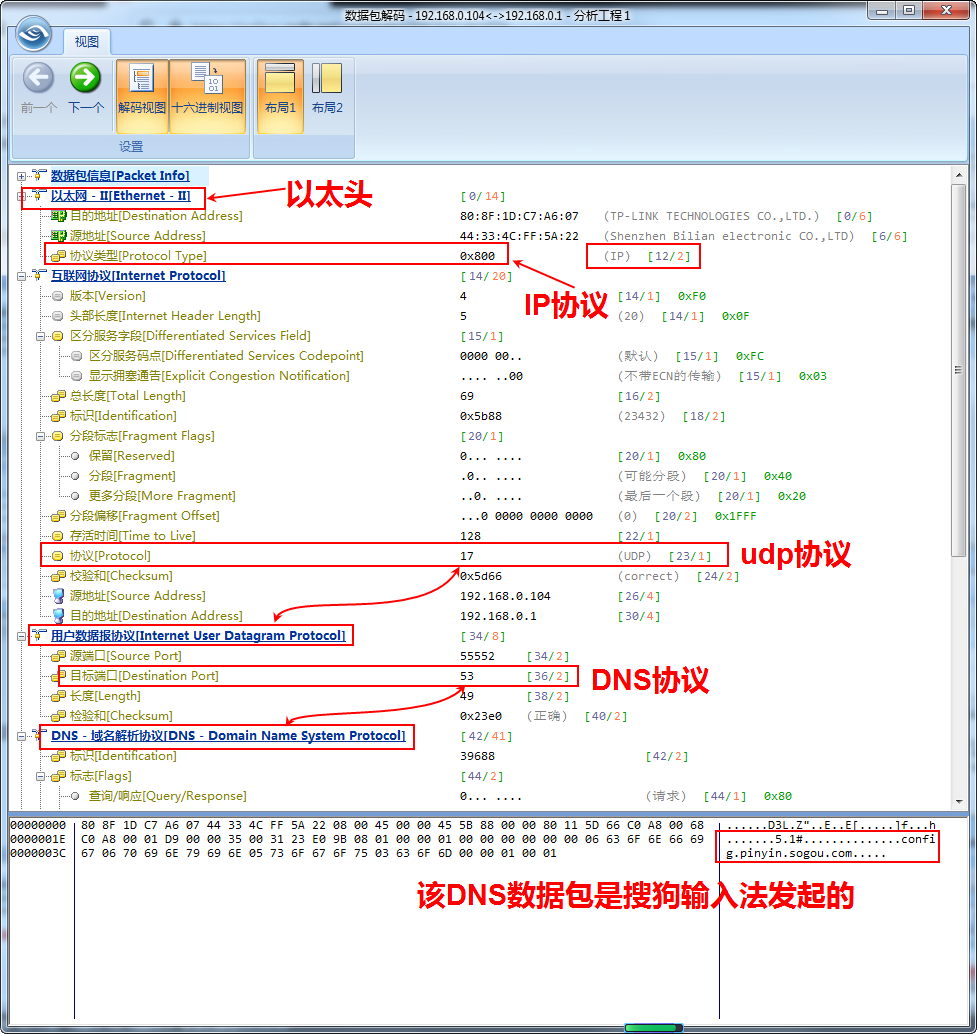 数据包解码 - 192.168.0.104<->192.168.0.1 - 分析工程 1
视图
前一个 下一个 解码视图 十六进制视图 布局1 布局2
设置
数据包信息[Packet Info]
以太网 - II[Ethernet - II] [0/14]
以太头
目的地址[Destination Address] 80:8F:1D:C7:A6:07 (TP-LINK TECHNOLOGIES CO.,LTD.) [0/6]
源地址[Source Address] 44:33:4C:FF:5A:22 (Shenzhen Bilian electronic CO.,LTD) [6/6]
协议类型[Protocol Type] 0x800 (IP) [12/2]
互联网协议[Internet Protocol] [14/20]
IP协议
版本[Version] 4 [14/1] 0xF0
头部长度[Internet Header Length] 5 (20) [14/1] 0x0F
区分服务字段[Differentiated Services Field] [15/1]
区分服务码点[Differentiated Services Codepoint] 0000 00.. (默认) [15/1] 0xFC
显示拥塞通告[Explicit Congestion Notification] .... ..00 (不带ECN的传输) [15/1] 0x03
总长度[Total Length] 69 [16/2]
标识[Identification] 0x5b88 (23432) [18/2]
分段标志[Fragment Flags] [20/1]
保留[Reserved] 0... .... [20/1] 0x80
分段[Fragment] .0.. .... (可能分段) [20/1] 0x40
更多分段[More Fragment] ..0. .... (最后一个段) [20/1] 0x20
分段偏移[Fragment Offset] ...0 0000 0000 0000 (0) [20/2] 0x1FFF
存活时间[Time to Live] 128 [22/1]
协议[Protocol] 17 (UDP) [23/1]
udp协议
校验和[Checksum] 0x5d66 (correct) [24/2]
源地址[Source Address] 192.168.0.104 [26/4]
目的地址[Destination Address] 192.168.0.1 [30/4]
用户数据报协议[Internet User Datagram Protocol] [34/8]
源端口[Source Port] 55552 [34/2]
目标端口[Destination Port] 53 [36/2]
DNS协议
长度[Length] 49 [38/2]
检验和[Checksum] 0x23e0 (正确) [40/2]
DNS - 域名解析协议[DNS - Domain Name System Protocol] [42/41]
标识[Identification] 39688 [42/2]
标志[Flags] [44/2]
查询/响应[Query/Response] 0... .... (请求) [44/1] 0x80
00000000 80 8F 1D C7 A6 07 44 33 4C FF 5A 22 08 00 45 00 00 45 5B 88 00 00 80 11 5D 66 C0 A8 00 68 ......D3L.Z"..E..E[.....]f...h
0000001E C0 A8 00 01 D9 00 00 35 00 31 23 E0 9B 08 01 00 00 01 00 00 00 00 00 00 06 63 6F 6E 66 69 .......5.1#..............confi
0000003C 67 06 70 69 6E 79 69 6E 05 73 6F 67 6F 75 03 63 6F 6D 00 00 01 00 01 g.pinyin.sogou.com.....
该DNS数据包是搜狗输入法发起的